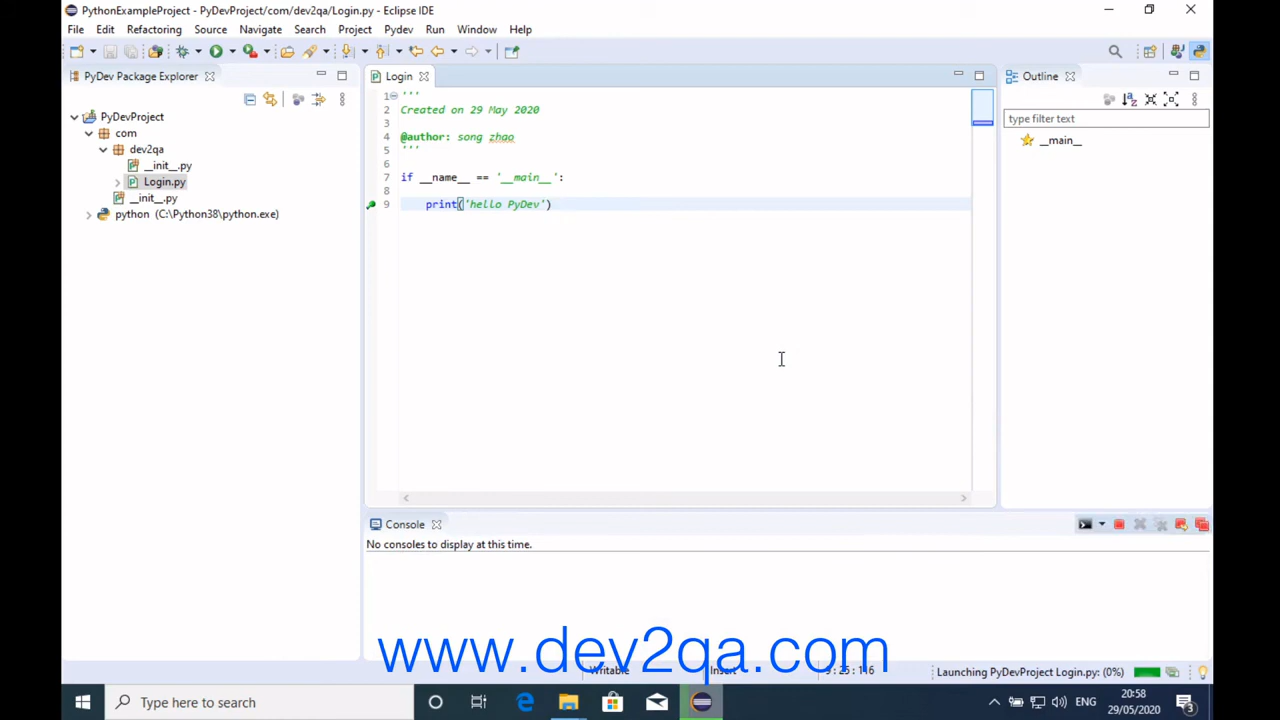 PythonExampleProject - PyDevProject/com/dev2qa/Login.py - Eclipse IDE
File Edit Refactoring Source Navigate Search Project Pydev Run Window Help
PyDev Package Explorer
PyDevProject
com
dev2qa
__init__.py
Login.py
__init__.py
python (C:\Python38\python.exe)
Login
1 '''
2 Created on 29 May 2020
3
4 @author: song zhao
5 '''
6
7 if __name__ == '__main__':
8
9 print('hello PyDev')
Outline
type filter text
__main__
Console
No consoles to display at this time.
www.dev2qa.com
Writable Insert
Launching PyDevProject Login.py: (0%)
Type here to search
ENG
20:58
29/05/2020
3